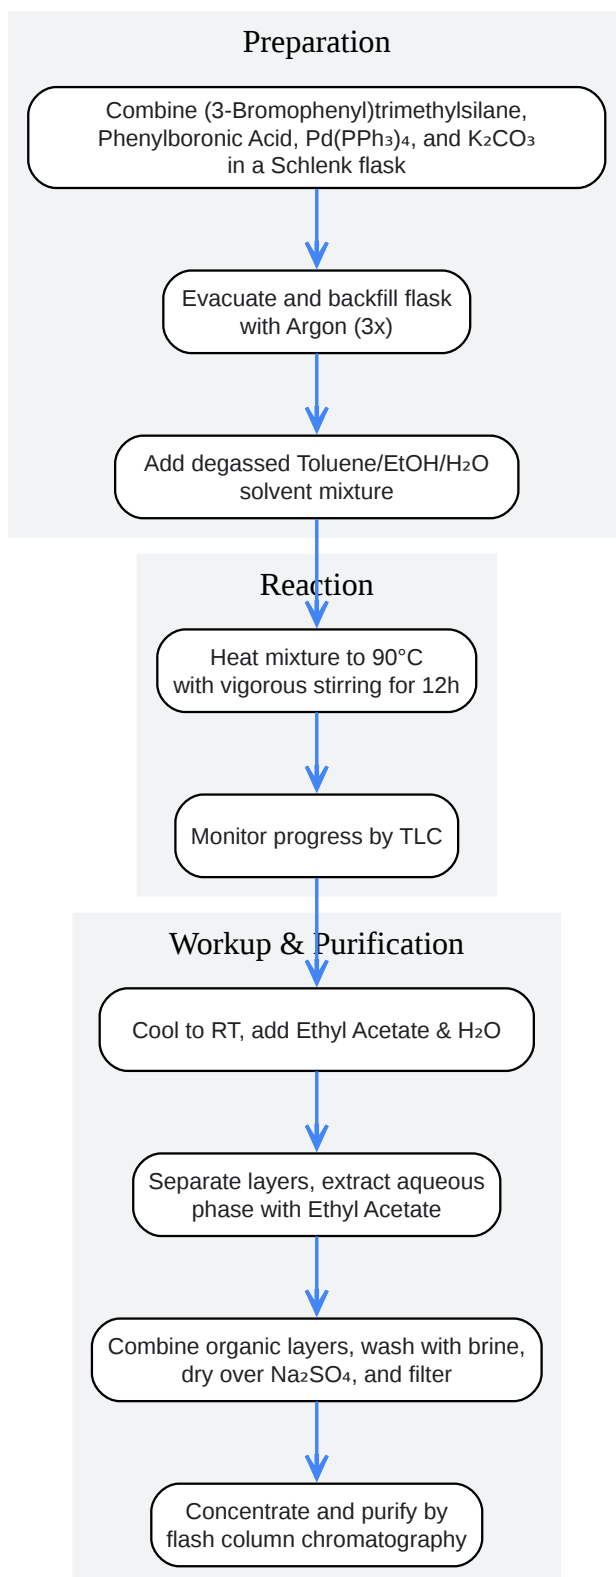 Preparation
Combine (3-Bromophenyl)trimethylsilane,
Phenylboronic Acid, Pd(PPh₃)₄, and K₂CO₃
in a Schlenk flask
Evacuate and backfill flask
with Argon (3x)
Add degassed Toluene/EtOH/H₂O
solvent mixture
Reaction
Heat mixture to 90°C
with vigorous stirring for 12h
Monitor progress by TLC
Workup & Purification
Cool to RT, add Ethyl Acetate & H₂O
Separate layers, extract aqueous
phase with Ethyl Acetate
Combine organic layers, wash with brine,
dry over Na₂SO₄, and filter
Concentrate and purify by
flash column chromatography